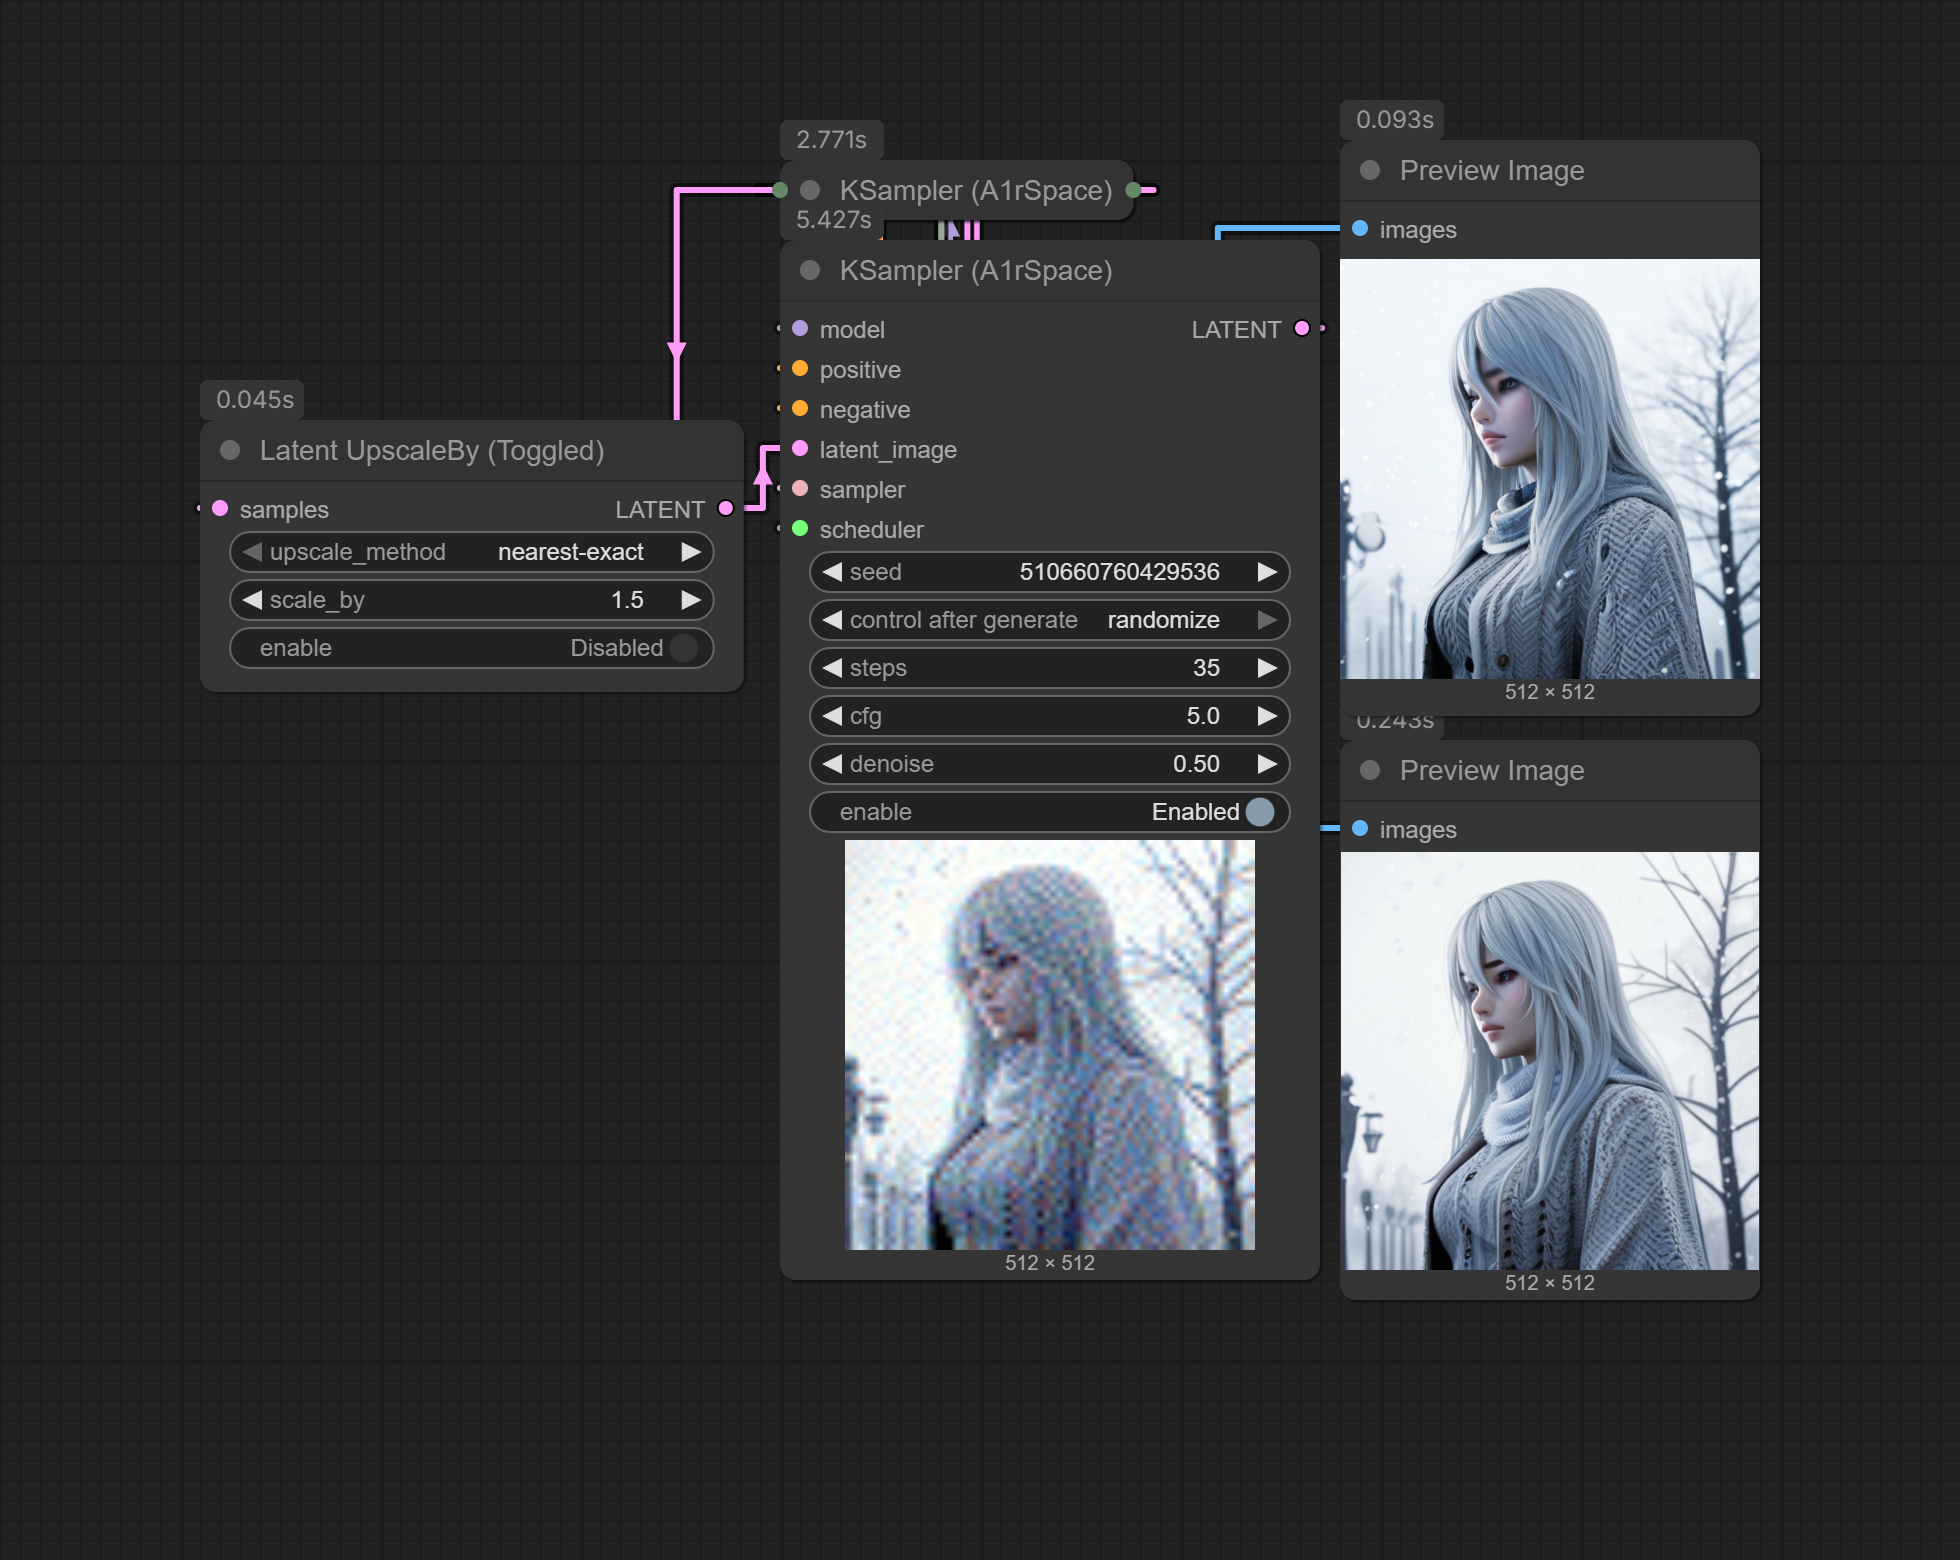 0.045s
Latent UpscaleBy (Toggled)
samples LATENT
upscale_method nearest-exact
scale_by 1.5
enable Disabled
2.771s
KSampler (A1rSpace)
5.427s
KSampler (A1rSpace)
model LATENT
positive
negative
latent_image
sampler
scheduler
seed 510660760429536
control after generate randomize
steps 35
cfg 5.0
denoise 0.50
enable Enabled
512 × 512
0.093s
Preview Image
images
512 × 512
0.243s
Preview Image
images
512 × 512